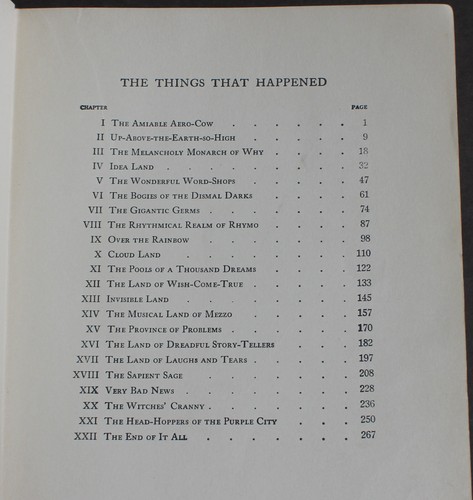 THE THINGS THAT HAPPENED
CHAPTER PAGE
I The Amiable Aero-Cow . . . . . . 1
II Up-Above-the-Earth-so-High . . . . . 9
III The Melancholy Monarch of Why . . . . 18
IV Idea Land . . . . . . . . 32
V The Wonderful Word-Shops . . . . . 47
VI The Bogies of the Dismal Darks . . . . 61
VII The Gigantic Germs . . . . . . 74
VIII The Rhythmical Realm of Rhymo . . . . 87
IX Over the Rainbow . . . . . . 98
X Cloud Land . . . . . . . 110
XI The Pools of a Thousand Dreams . . . . 122
XII The Land of Wish-Come-True . . . . . 133
XIII Invisible Land . . . . . . . 145
XIV The Musical Land of Mezzo . . . . . 157
XV The Province of Problems . . . . . 170
XVI The Land of Dreadful Story-Tellers . . . 182
XVII The Land of Laughs and Tears . . . . . 197
XVIII The Sapient Sage . . . . . . 208
XIX Very Bad News . . . . . . 228
XX The Witches' Cranny . . . . . . 236
XXI The Head-Hoppers of the Purple City . . . 250
XXII The End of It All . . . . . . 267